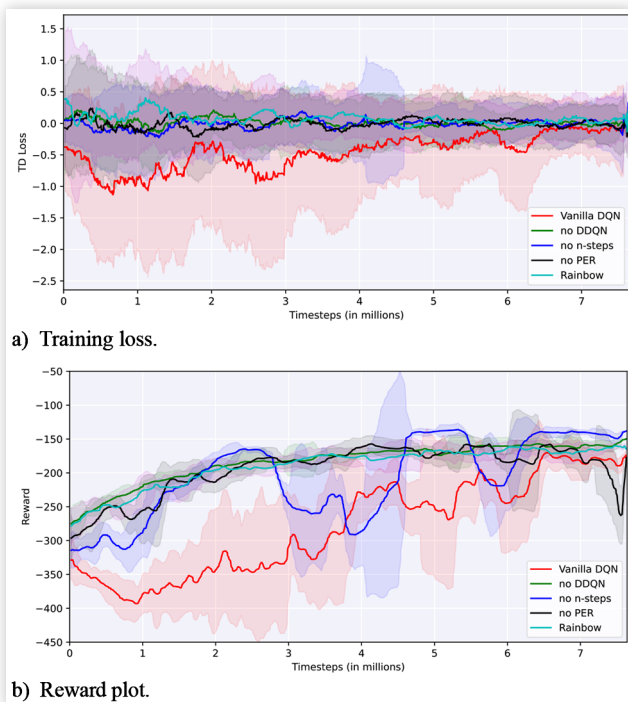 1.5
1.0
0.5
0.0
−0.5
−1.0
−1.5
−2.0
−2.5
TD Loss
0 1 2 3 4 5 6 7
Timesteps (in millions)
Vanilla DQN
no DDQN
no n-steps
no PER
Rainbow
a) Training loss.
−50
−100
−150
−200
−250
−300
−350
−400
−450
Reward
0 1 2 3 4 5 6 7
Timesteps (in millions)
Vanilla DQN
no DDQN
no n-steps
no PER
Rainbow
b) Reward plot.